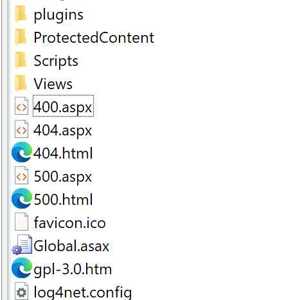 plugins
ProtectedContent
Scripts
Views
400.aspx
404.aspx
404.html
500.aspx
500.html
favicon.ico
Global.asax
gpl-3.0.htm
log4net.config